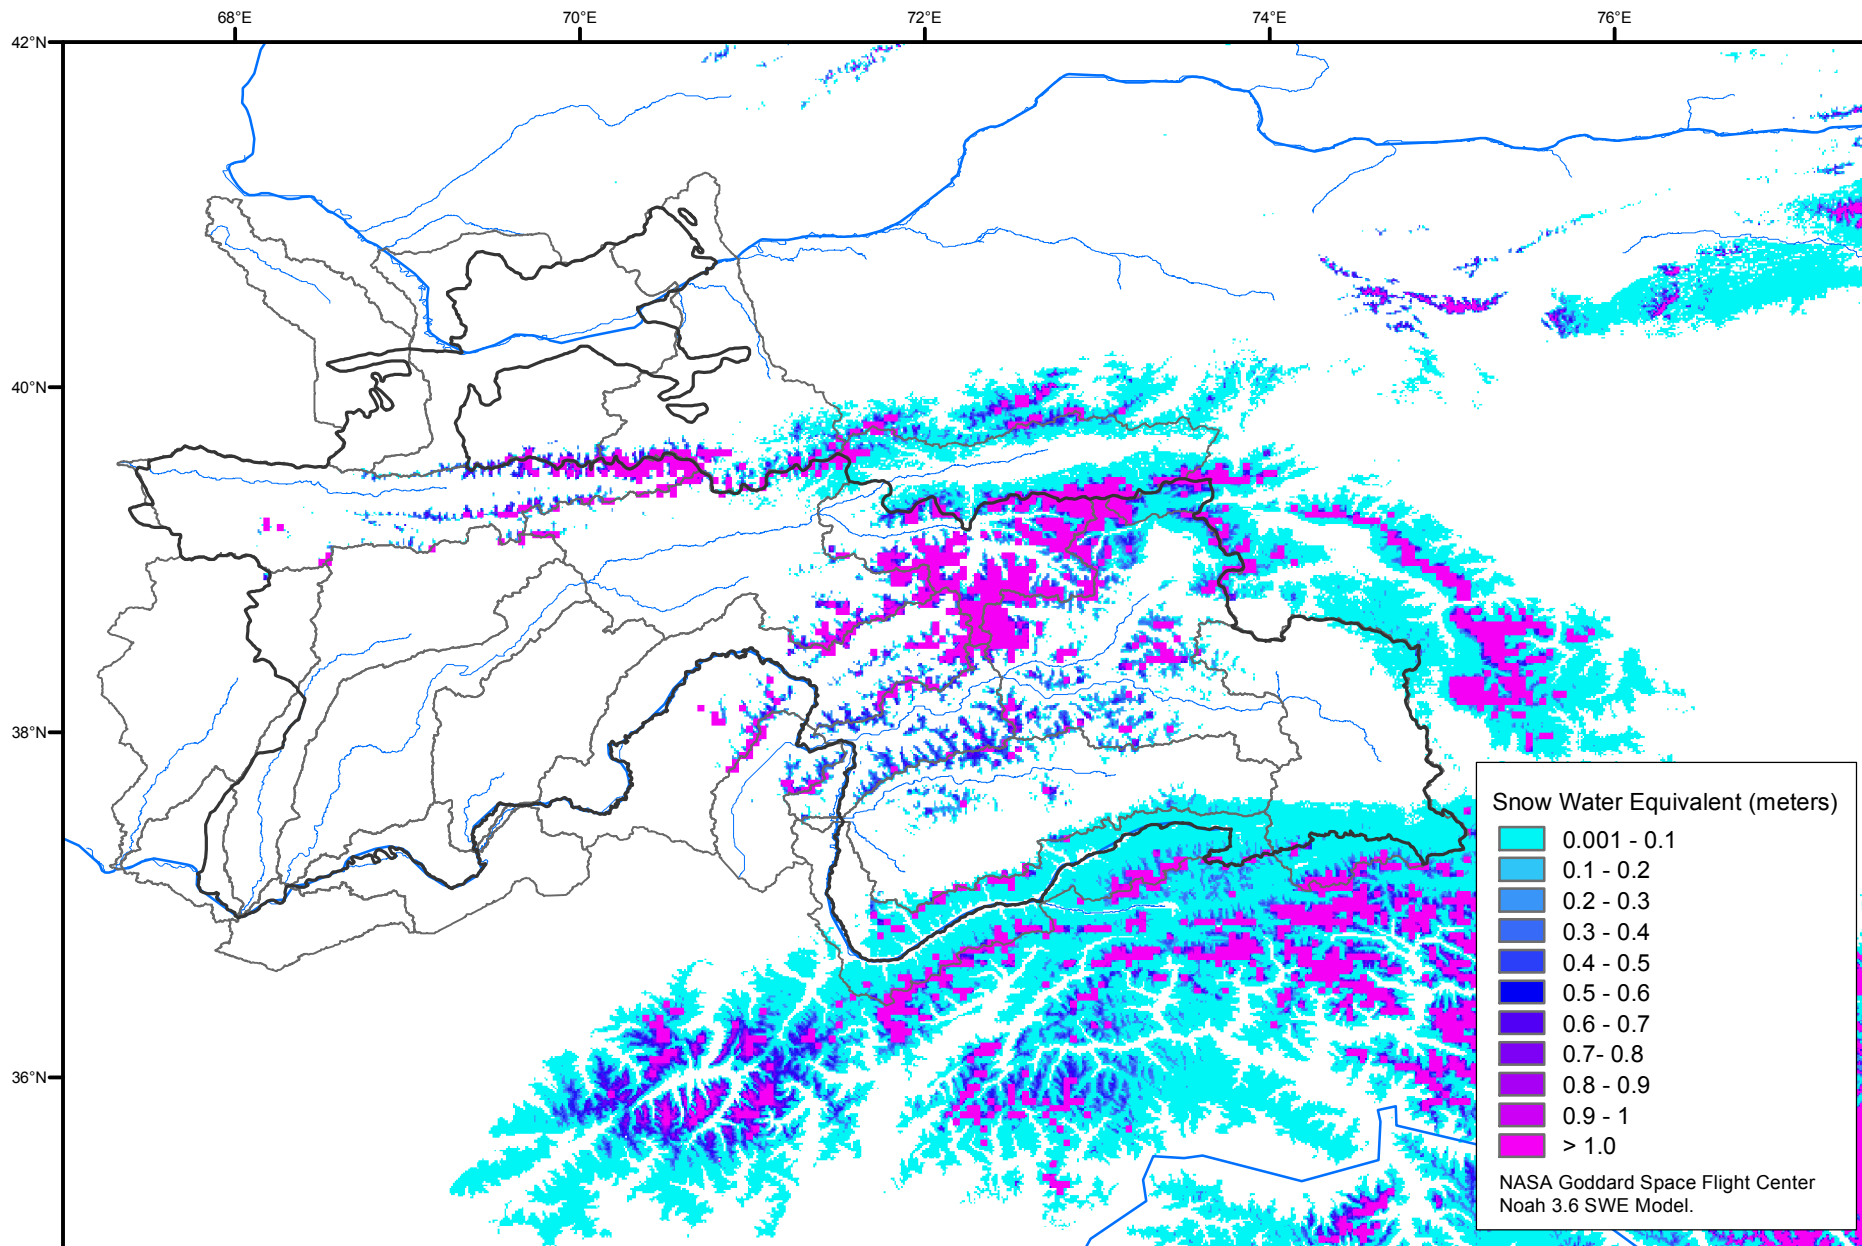 68°E
70°E
72°E
74°E
76°E
42°N
40°N
38°N
36°N
Snow Water Equivalent (meters)
0.001 - 0.1
0.1 - 0.2
0.2 - 0.3
0.3 - 0.4
0.4 - 0.5
0.5 - 0.6
0.6 - 0.7
0.7- 0.8
0.8 - 0.9
0.9 - 1
> 1.0
NASA Goddard Space Flight Center
Noah 3.6 SWE Model.